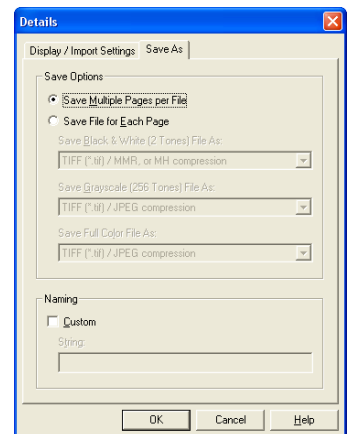 Details
Display / Import Settings Save As
Save Options
Save Multiple Pages per File
Save File for Each Page
Save Black & White (2 Tones) File As:
TIFF (*.tif) / MMR, or MH compression
Save Grayscale (256 Tones) File As:
TIFF (*.tif) / JPEG compression
Save Full Color File As:
TIFF (*.tif) / JPEG compression
Naming
Custom
String:
OK Cancel Help